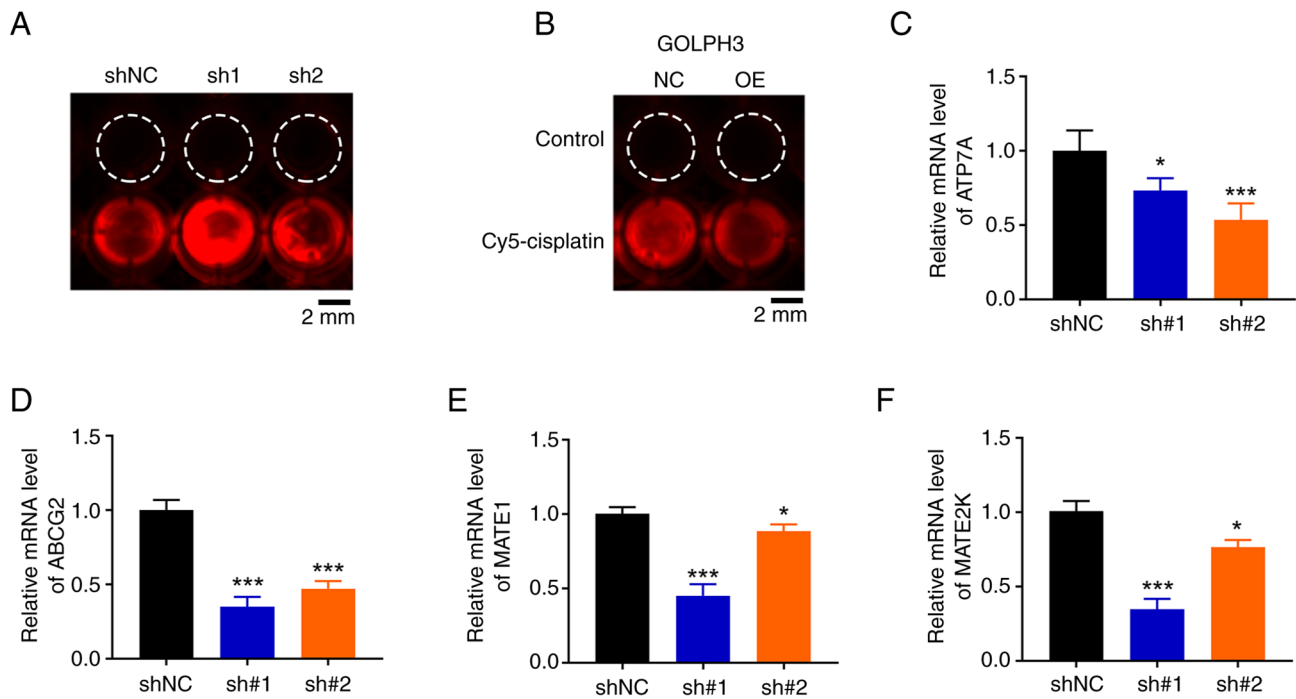 A
shNC sh1 sh2
2 mm
B
GOLPH3
NC OE
Control
Cy5-cisplatin
2 mm
C
Relative mRNA level
of ATP7A
1.5
1.0
0.5
0.0
*
***
shNC sh#1 sh#2
D
Relative mRNA level
of ABCG2
1.5
1.0
0.5
0.0
***
***
shNC sh#1 sh#2
E
Relative mRNA level
of MATE1
1.5
1.0
0.5
0.0
***
*
shNC sh#1 sh#2
F
Relative mRNA level
of MATE2K
1.5
1.0
0.5
0.0
***
*
shNC sh#1 sh#2